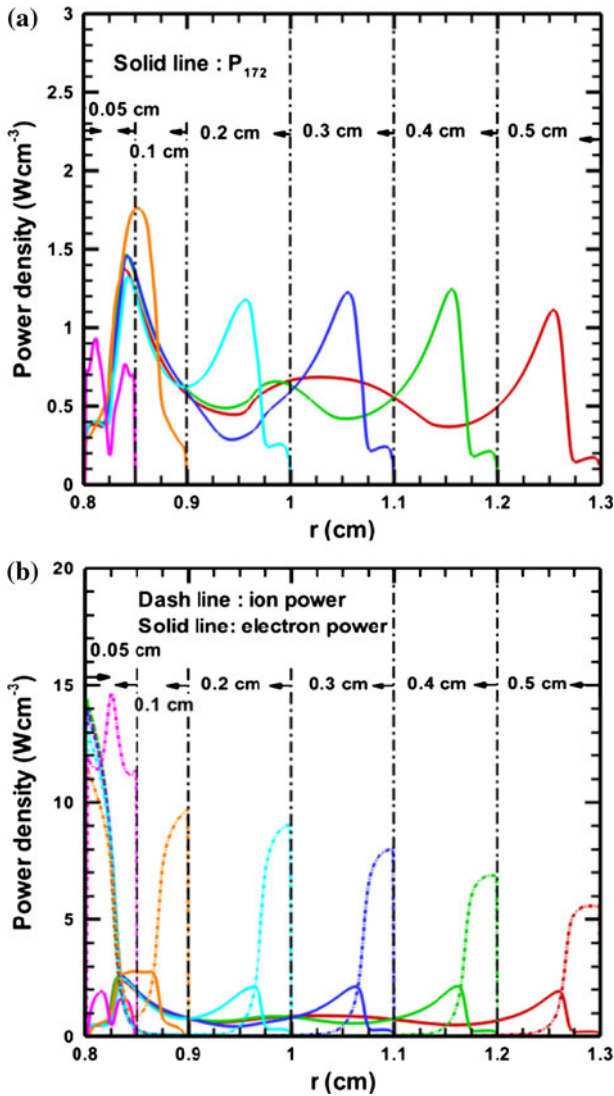 (a)
3
Solid line : P172
0.05 cm
0.1 cm
0.2 cm
0.3 cm
0.4 cm
0.5 cm
2.5
2
1.5
1
0.5
0
Power density (Wcm-3)
0.8 0.9 1 1.1 1.2 1.3
r (cm)
(b)
20
Dash line : ion power
Solid line: electron power
0.05 cm
0.1 cm
0.2 cm
0.3 cm
0.4 cm
0.5 cm
15
10
5
0
Power density (Wcm-3)
0.8 0.9 1 1.1 1.2 1.3
r (cm)